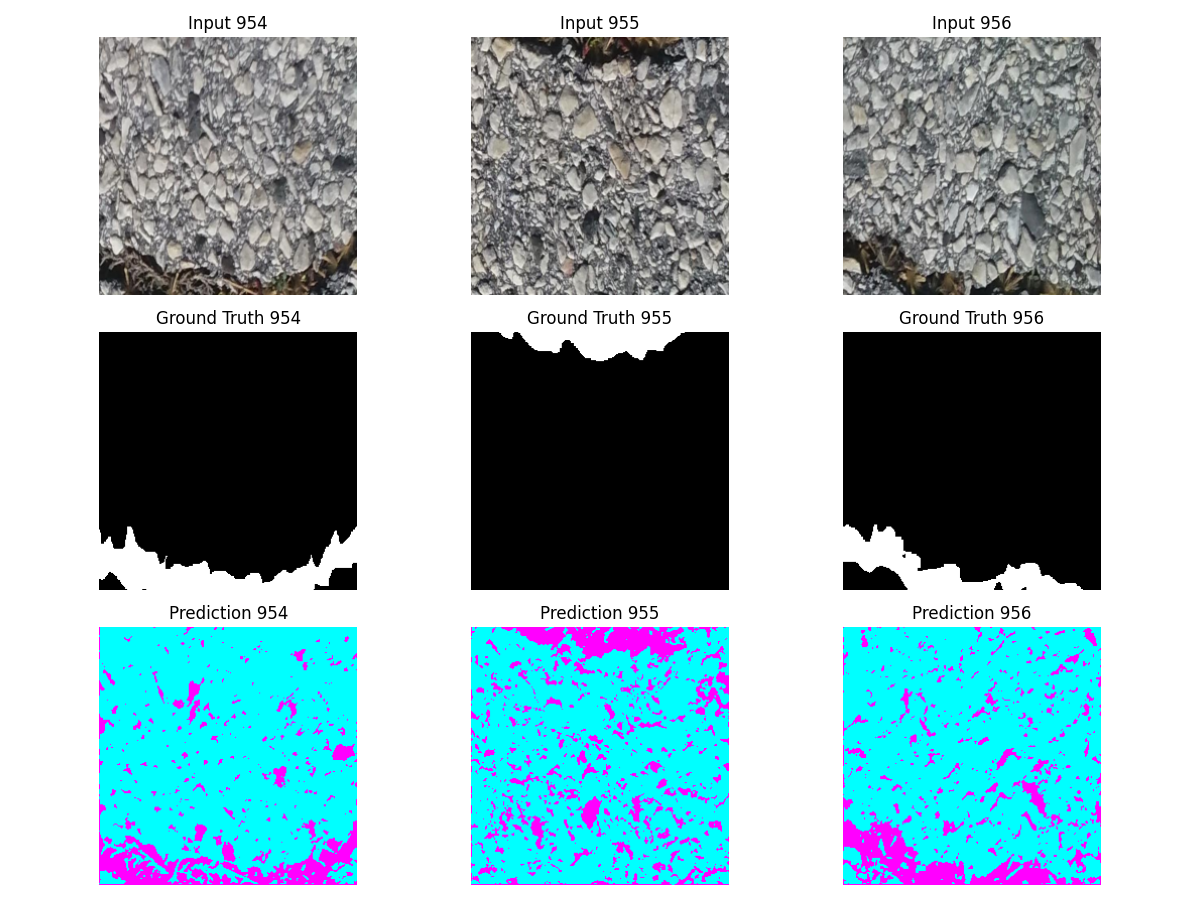 Input 954
Input 955
Input 956
Ground Truth 954
Ground Truth 955
Ground Truth 956
Prediction 954
Prediction 955
Prediction 956